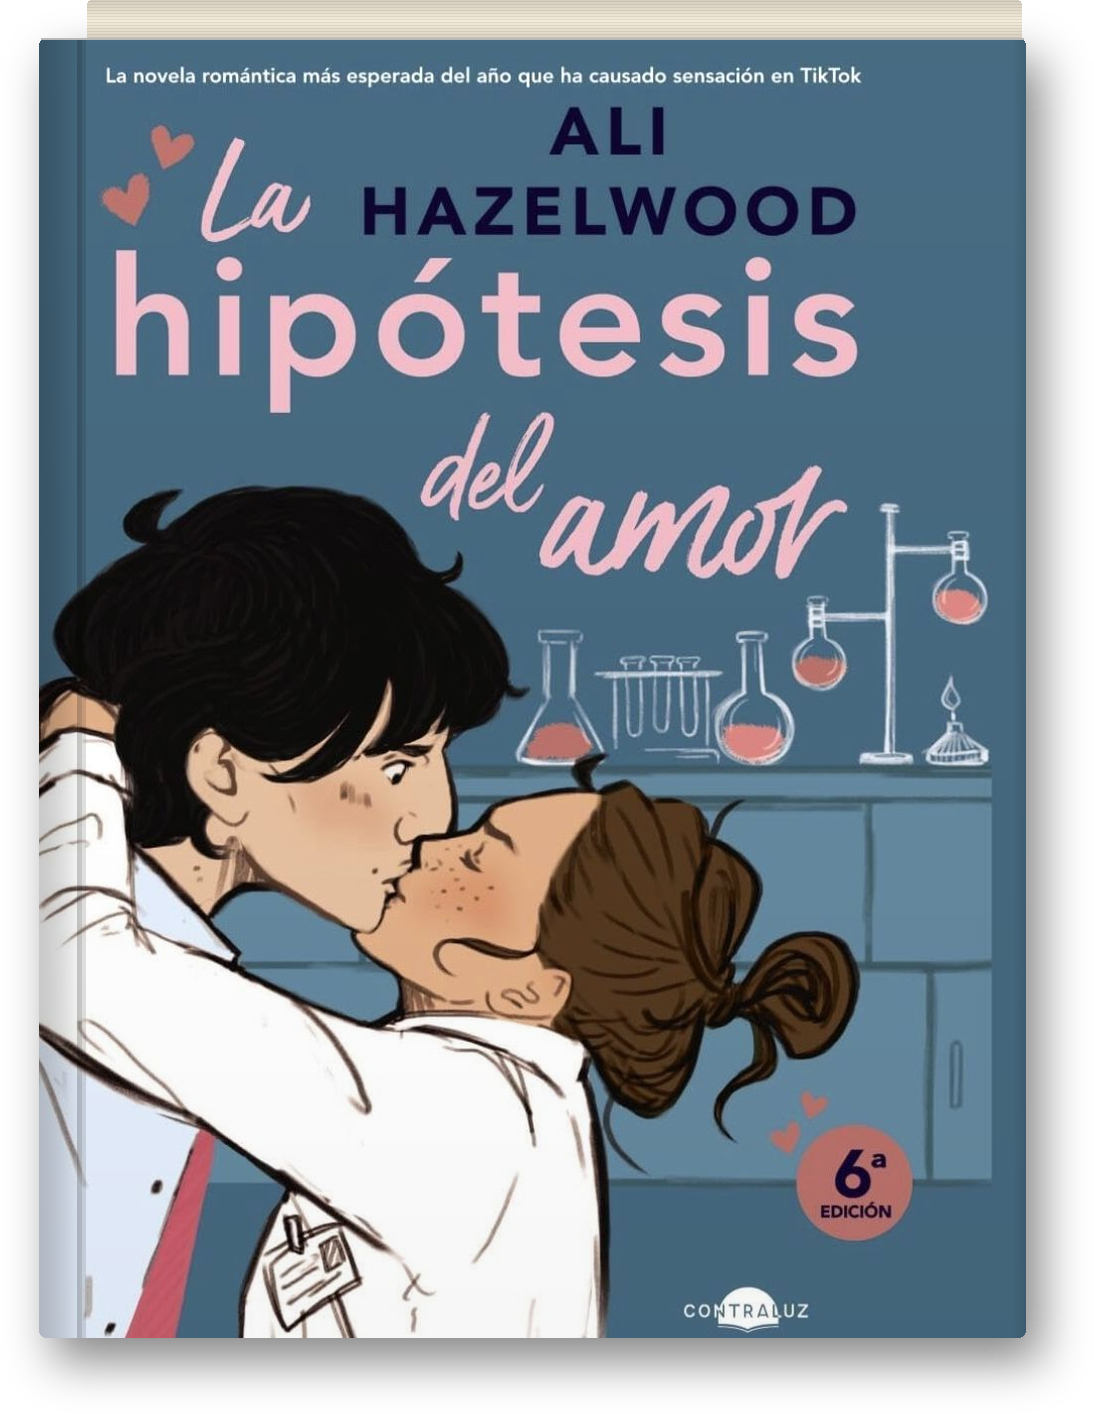 La novela romántica más esperada del año que ha causado sensación en TikTok
ALI
HAZELWOOD
La
hipótesis
del
amor
6ª
EDICIÓN
CONTRALUZ